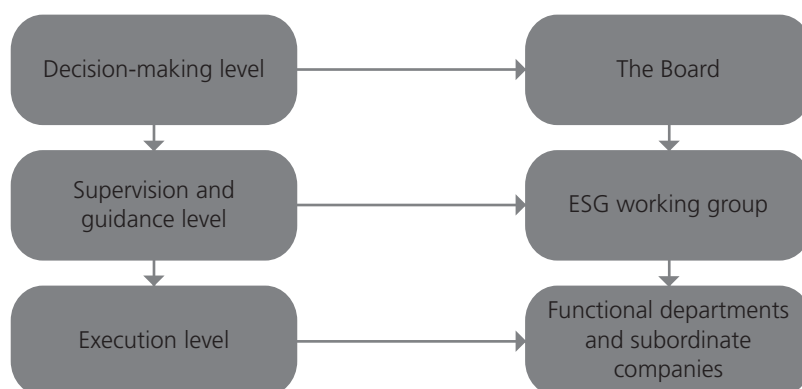 Decision-making level
The Board
Supervision and
guidance level
ESG working group
Execution level
Functional departments
and subordinate
companies